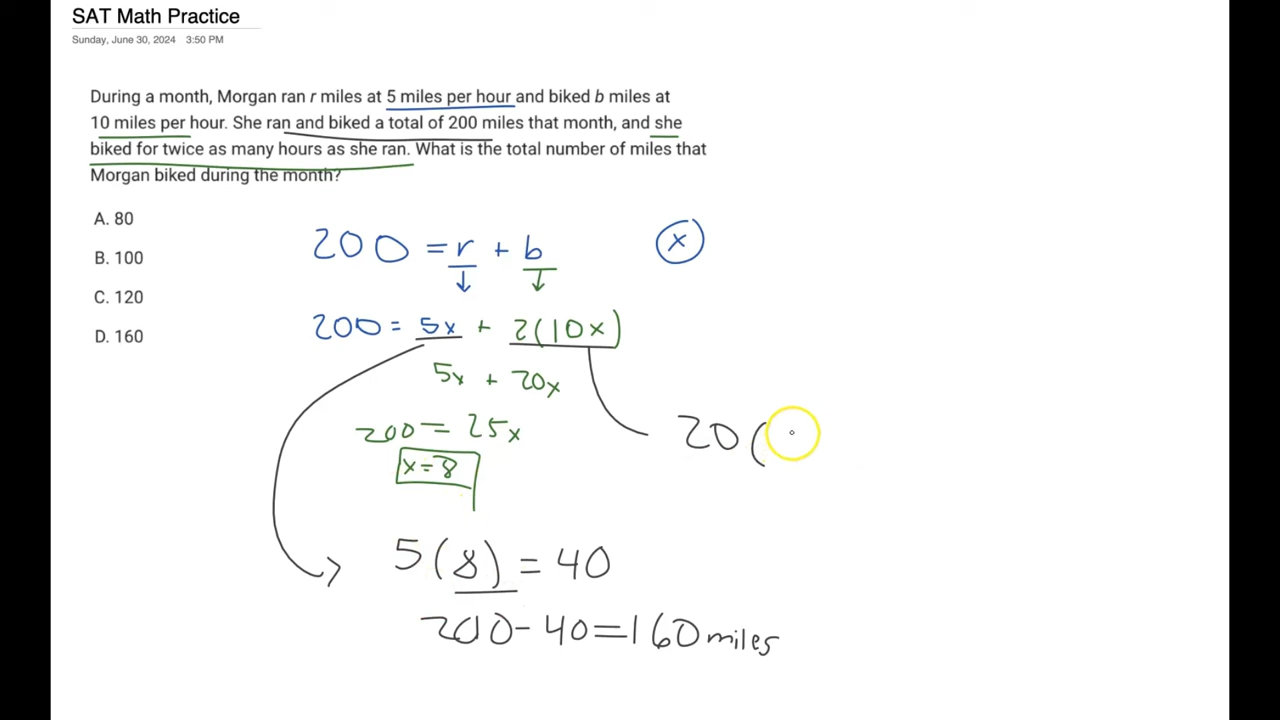 SAT Math Practice
Sunday, June 30, 2024 3:50 PM
During a month, Morgan ran r miles at 5 miles per hour and biked b miles at
10 miles per hour. She ran and biked a total of 200 miles that month, and she
biked for twice as many hours as she ran. What is the total number of miles that
Morgan biked during the month?
A. 80
B. 100
C. 120
D. 160
200 = r + b
x
200 = 5x + 2(10x)
5x + 20x
200 = 25x
x=8
20(
5(8) = 40
200-40=160miles